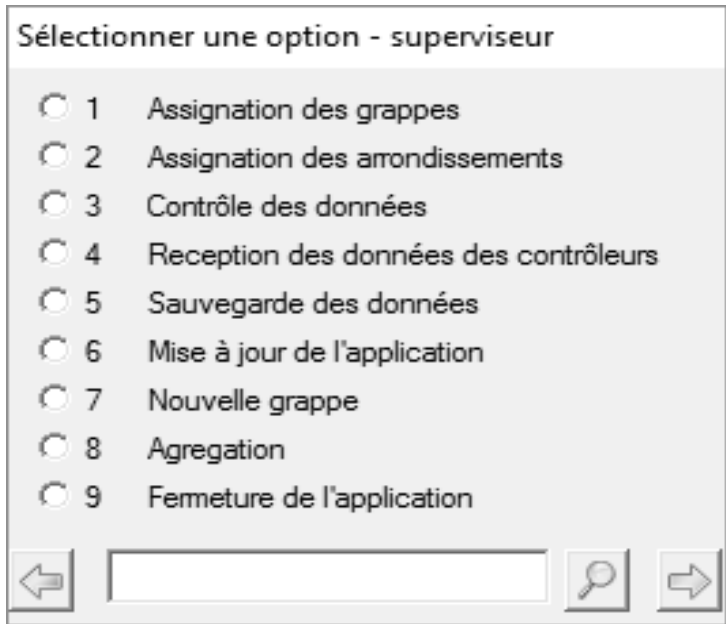 Sélectionner une option - superviseur
1 Assignation des grappes
2 Assignation des arrondissements
3 Contrôle des données
4 Reception des données des contrôleurs
5 Sauvegarde des données
6 Mise à jour de l'application
7 Nouvelle grappe
8 Agregation
9 Fermeture de l'application